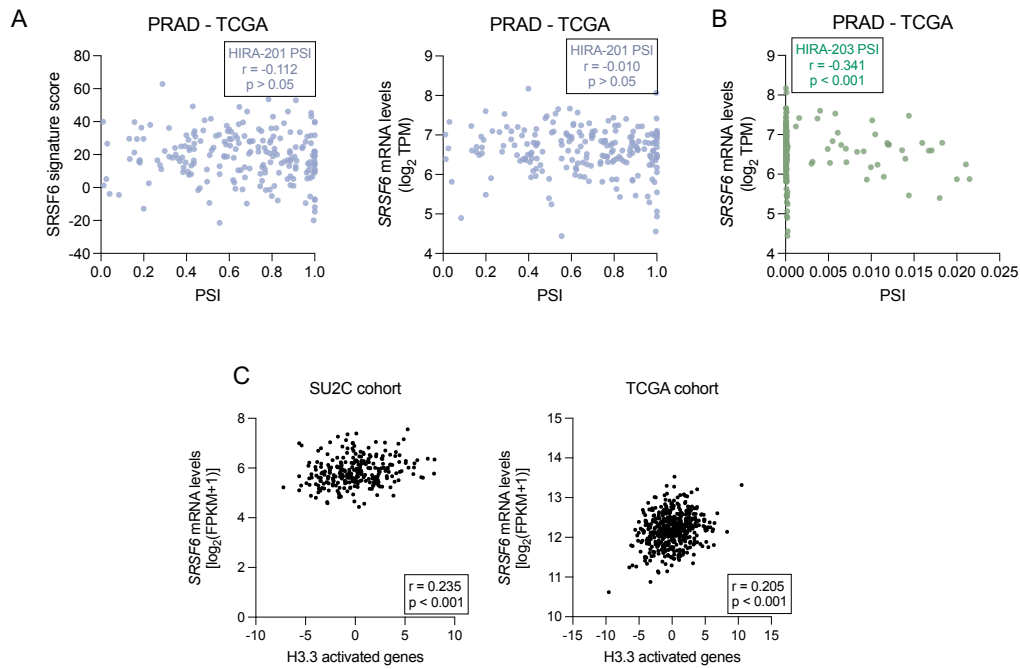 A
PRAD - TCGA
HIRA-201 PSI
r = -0.112
p > 0.05
SRSF6 signature score
80
60
40
20
0
-20
-40
0.0 0.2 0.4 0.6 0.8 1.0
PSI
PRAD - TCGA
HIRA-201 PSI
r = -0.010
p > 0.05
SRSF6 mRNA levels
(log2 TPM)
9
8
7
6
5
4
0.0 0.2 0.4 0.6 0.8 1.0
PSI
B
PRAD - TCGA
HIRA-203 PSI
r = -0.341
p < 0.001
SRSF6 mRNA levels
(log2 TPM)
9
8
7
6
5
4
0.000 0.005 0.010 0.015 0.020 0.025
PSI
C
SU2C cohort
SRSF6 mRNA levels
[log2(FPKM+1)]
8
6
4
2
0
-10 -5 0 5 10
r = 0.235
p < 0.001
H3.3 activated genes
TCGA cohort
SRSF6 mRNA levels
[log2(FPKM+1)]
15
14
13
12
11
10
-15 -10 -5 0 5 10 15
r = 0.205
p < 0.001
H3.3 activated genes